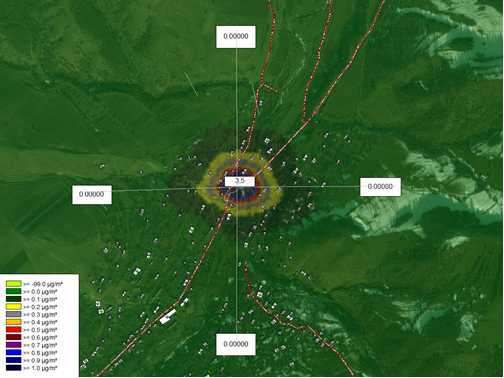 0.00000
3.5
0.00000
0.00000
>= -99.0 µg/m³
>= 0.0 µg/m³
>= 0.1 µg/m³
>= 0.2 µg/m³
>= 0.3 µg/m³
>= 0.4 µg/m³
>= 0.5 µg/m³
>= 0.6 µg/m³
>= 0.7 µg/m³
>= 0.8 µg/m³
>= 0.9 µg/m³
>= 1.0 µg/m³
0.00000